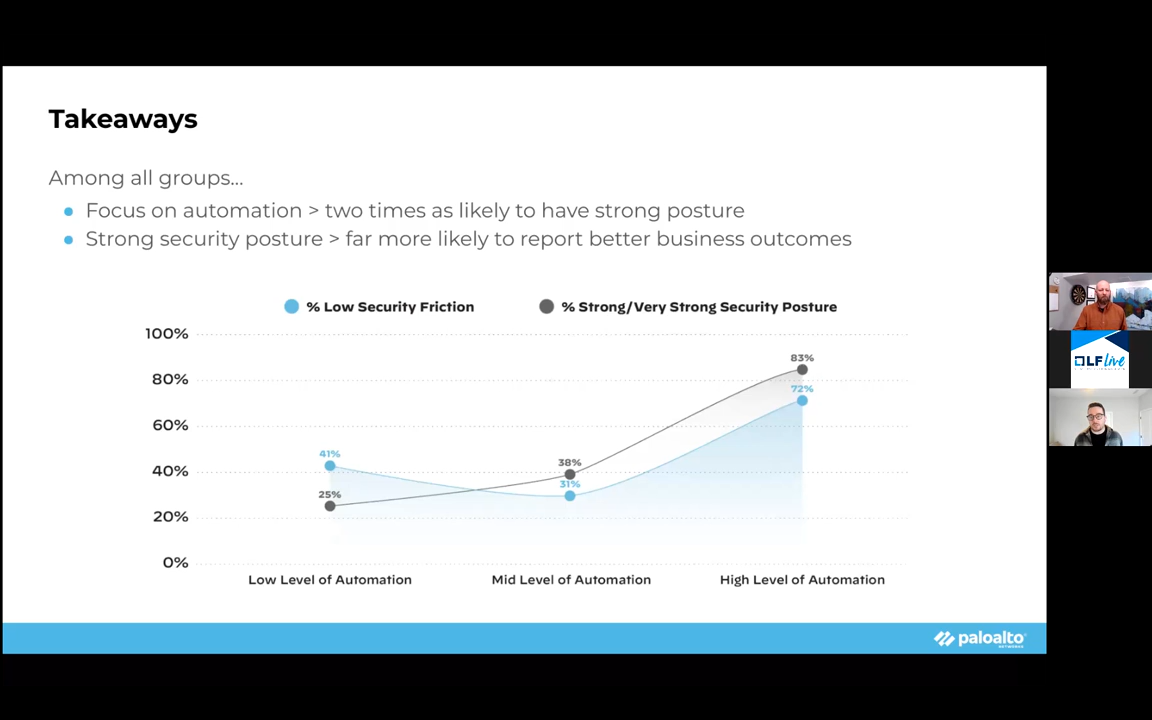 Takeaways
Among all groups...
Focus on automation > two times as likely to have strong posture
Strong security posture > far more likely to report better business outcomes
% Low Security Friction
% Strong/Very Strong Security Posture
100%
80%
60%
40%
20%
0%
41%
25%
38%
31%
83%
72%
Low Level of Automation
Mid Level of Automation
High Level of Automation
paloalto
NETWORKS
LF live